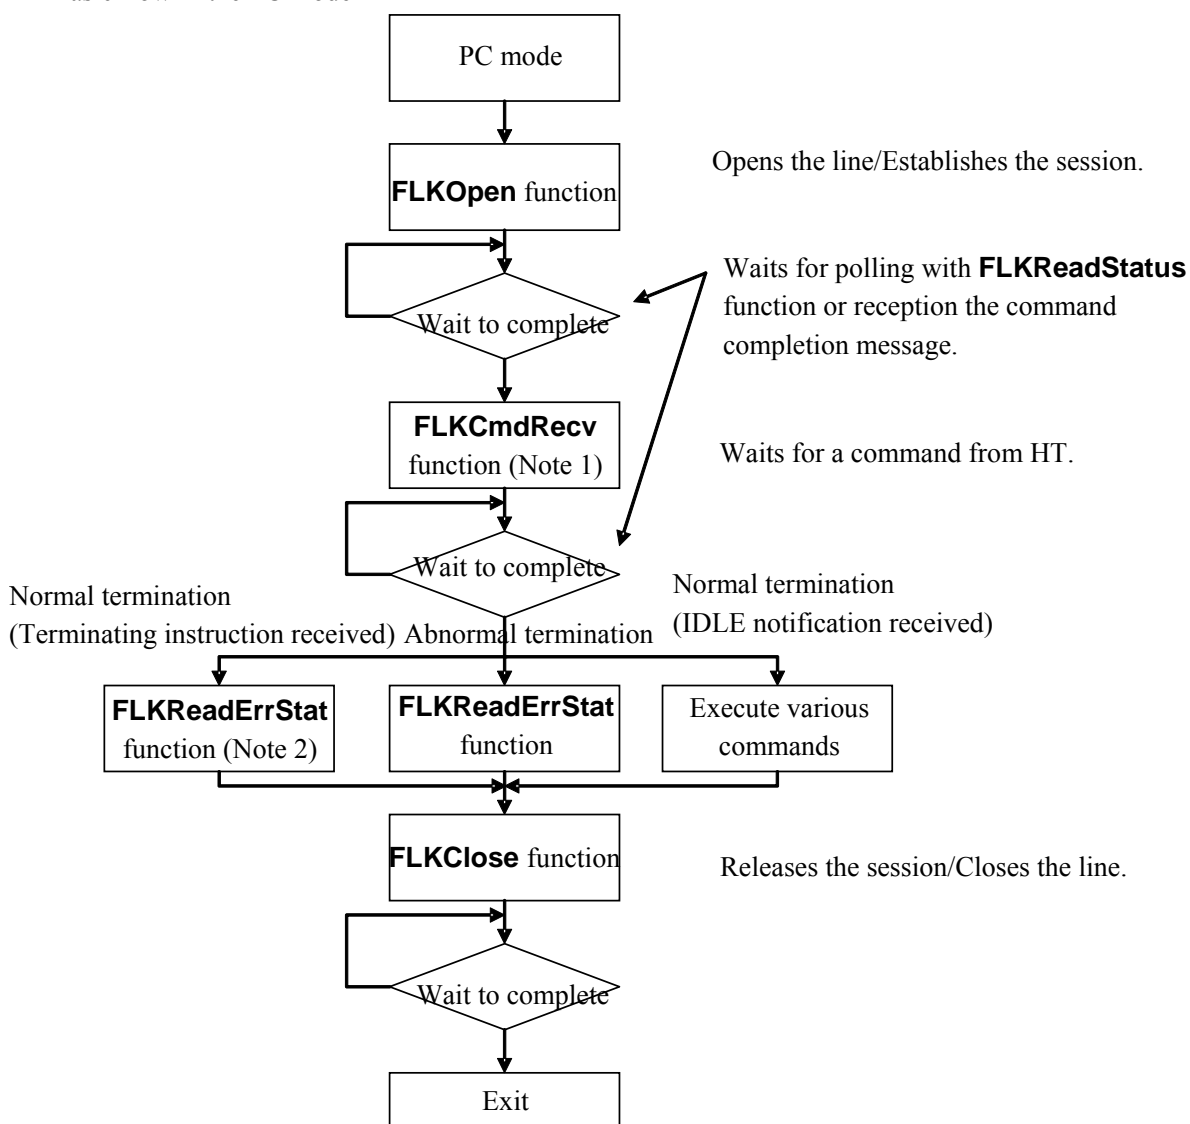 PC mode
FLKOpen function
Opens the line/Establishes the session.
Wait to complete
Waits for polling with FLKReadStatus
function or reception the command
completion message.
FLKCmdRecv
function (Note 1)
Waits for a command from HT.
Wait to complete
Normal termination
(Terminating instruction received)
Abnormal termination
Normal termination
(IDLE notification received)
FLKReadErrStat
function (Note 2)
FLKReadErrStat
function
Execute various
commands
FLKClose function
Releases the session/Closes the line.
Wait to complete
Exit